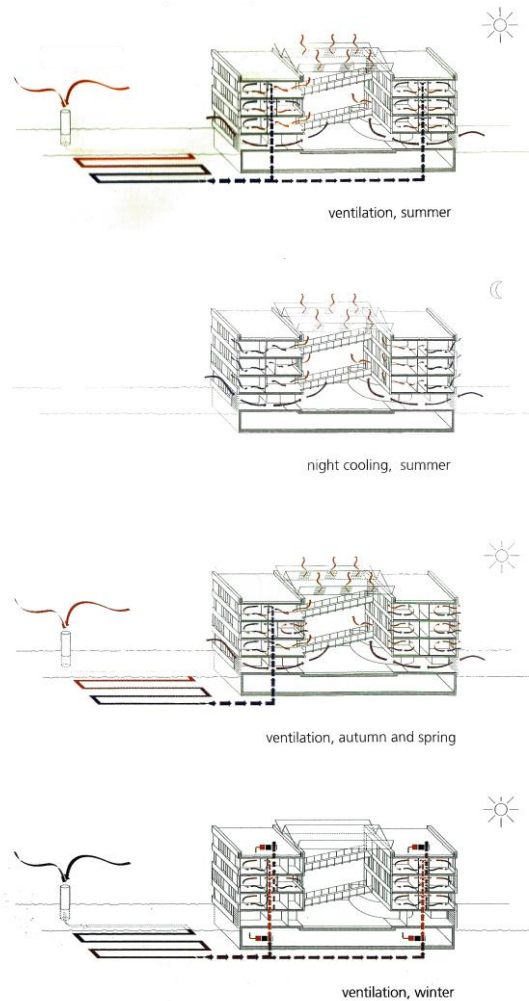 ventilation, summer
night cooling, summer
ventilation, autumn and spring
ventilation, winter